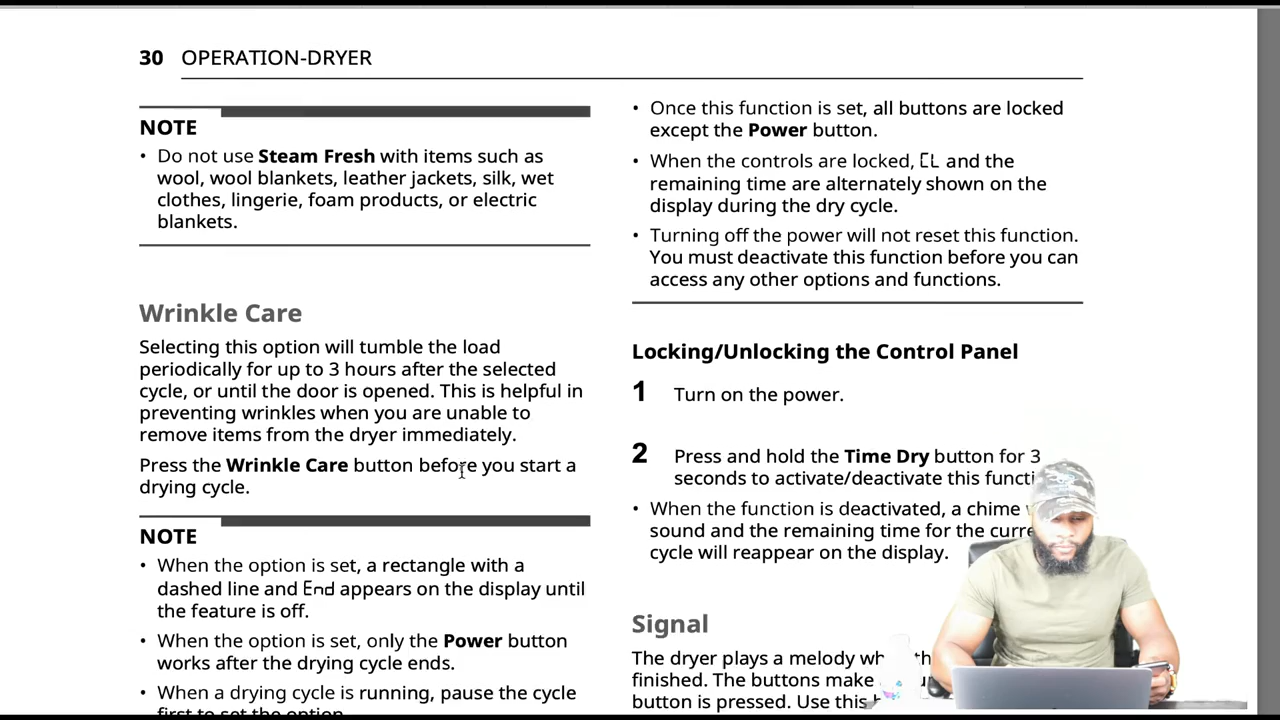 30 OPERATION-DRYER
NOTE
• Do not use Steam Fresh with items such as
wool, wool blankets, leather jackets, silk, wet
clothes, lingerie, foam products, or electric
blankets.
Wrinkle Care
Selecting this option will tumble the load
periodically for up to 3 hours after the selected
cycle, or until the door is opened. This is helpful in
preventing wrinkles when you are unable to
remove items from the dryer immediately.
Press the Wrinkle Care button before you start a
drying cycle.
NOTE
• When the option is set, a rectangle with a
dashed line and End appears on the display until
the feature is off.
• When the option is set, only the Power button
works after the drying cycle ends.
• When a drying cycle is running, pause the cycle
first to set the option.
• Once this function is set, all buttons are locked
except the Power button.
• When the controls are locked, CL and the
remaining time are alternately shown on the
display during the dry cycle.
• Turning off the power will not reset this function.
You must deactivate this function before you can
access any other options and functions.
Locking/Unlocking the Control Panel
1 Turn on the power.
2 Press and hold the Time Dry button for 3
seconds to activate/deactivate this functi
• When the function is deactivated, a chime
sound and the remaining time for the curre
cycle will reappear on the display.
Signal
The dryer plays a melody wh
finished. The buttons make
button is pressed. Use this